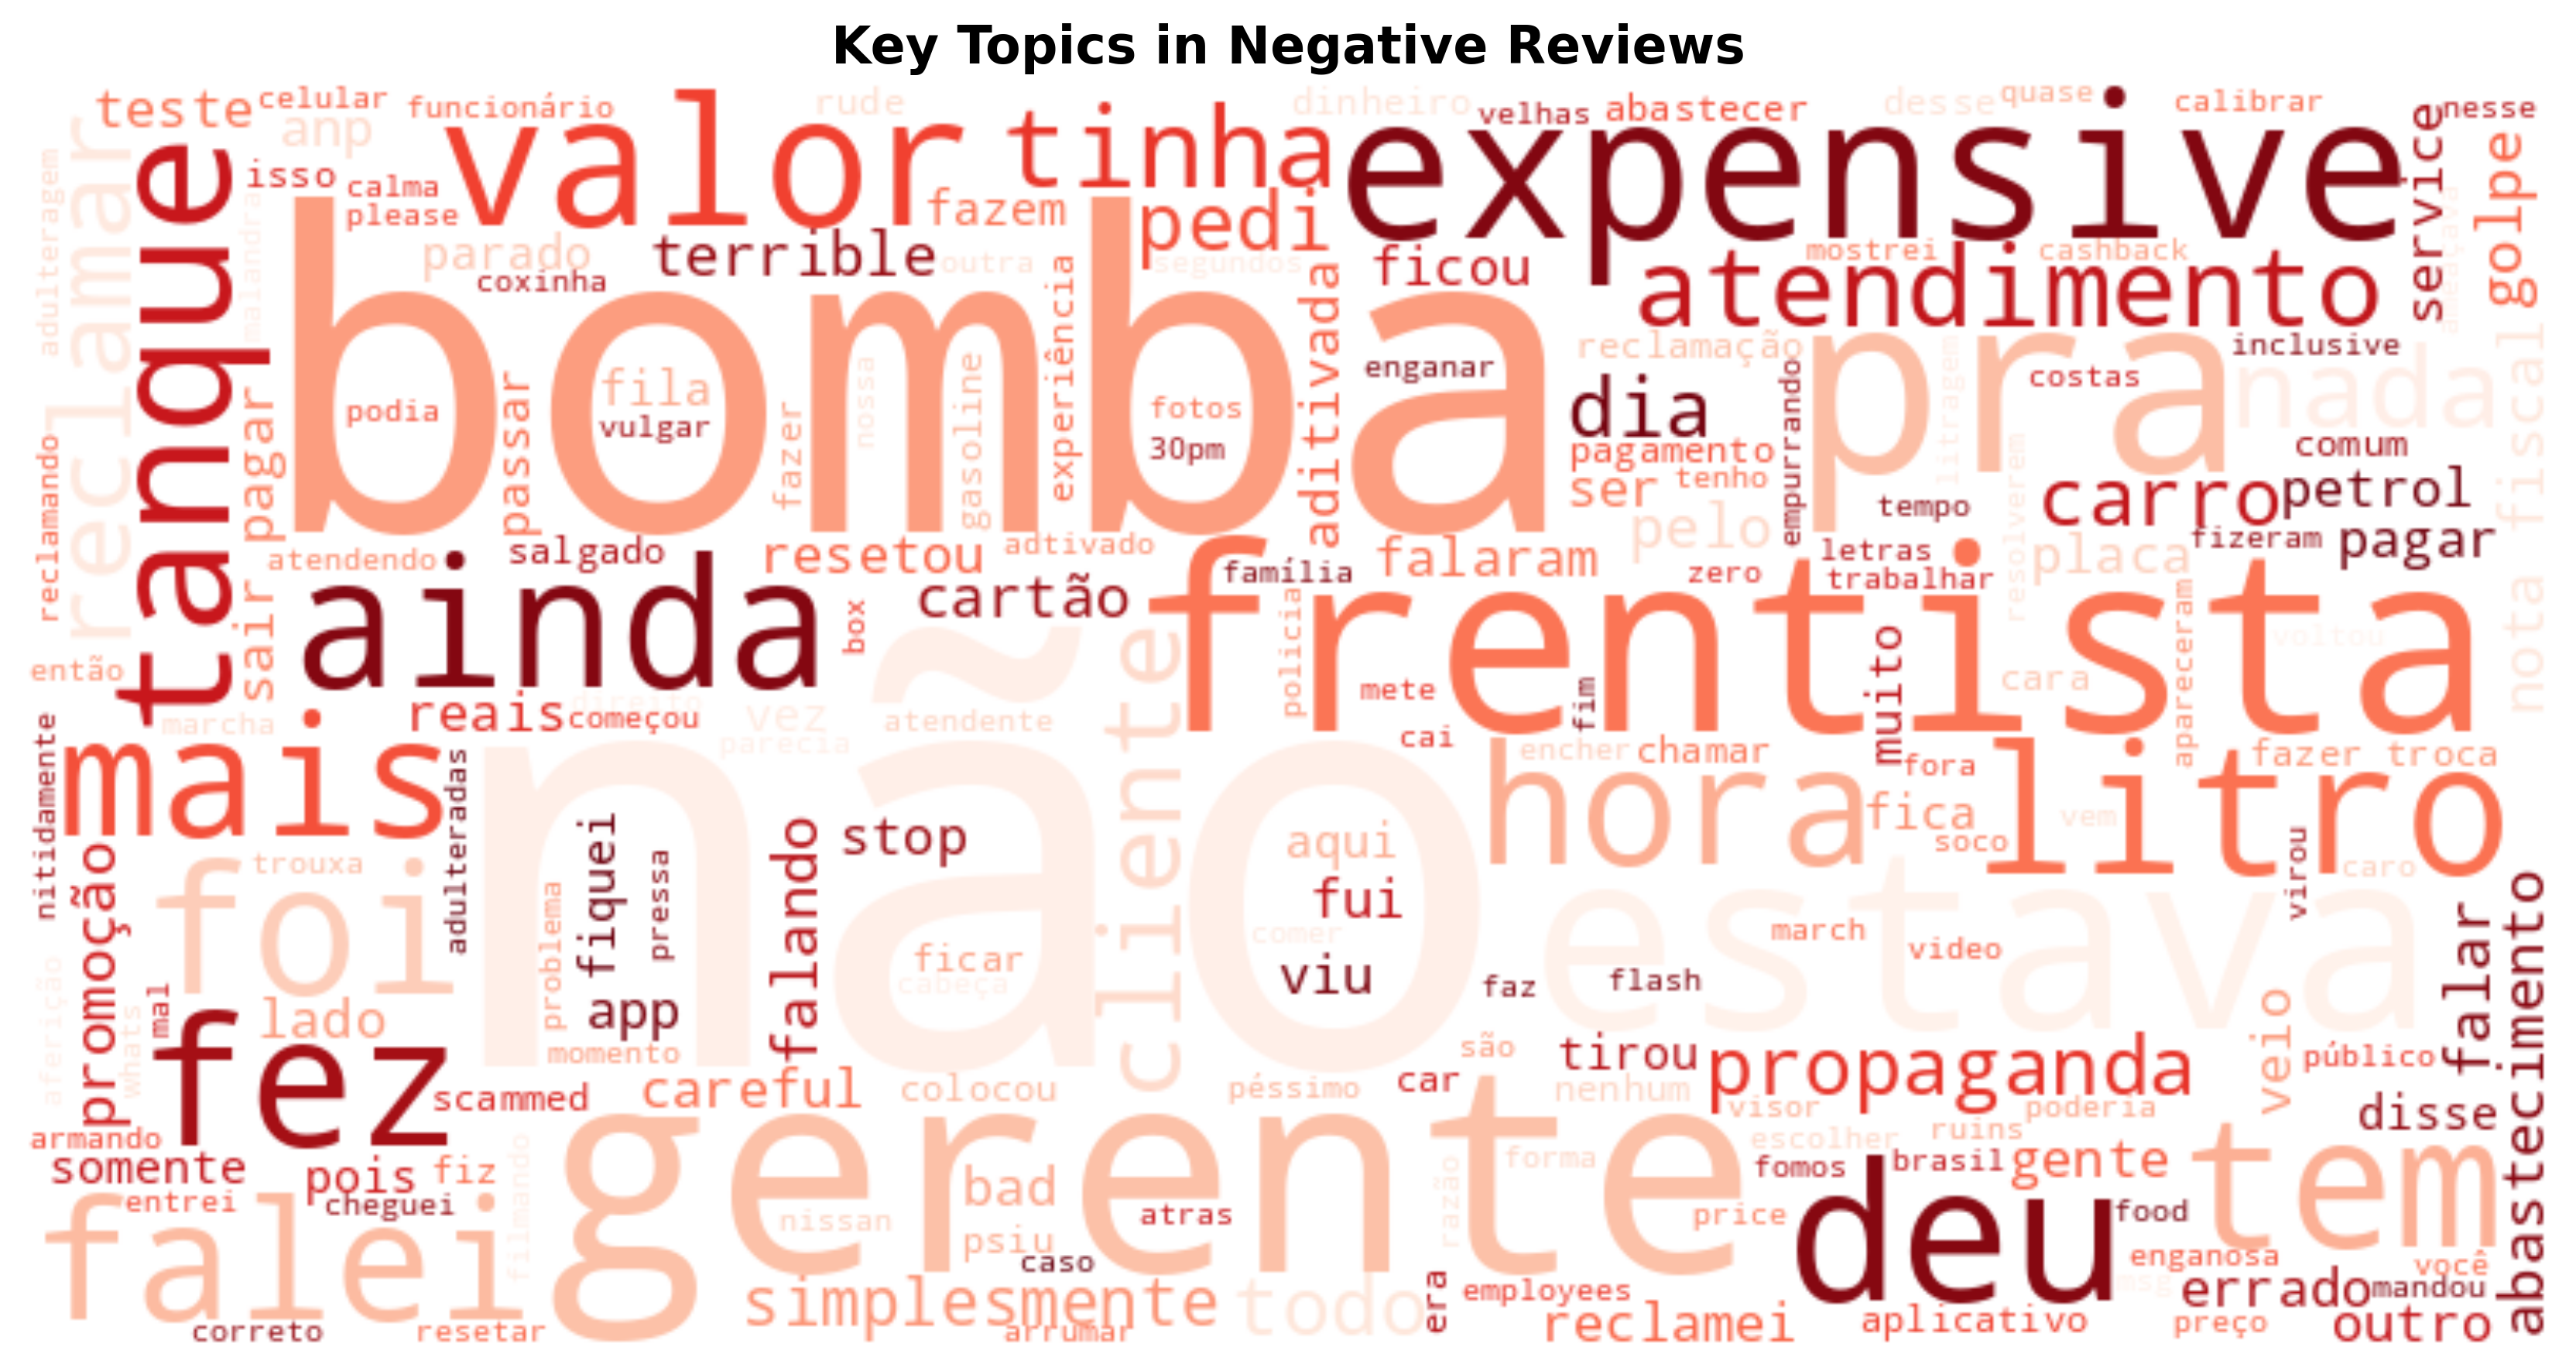 Key Topics in Negative Reviews
teste
celular
funcionário
rude
dinheiro
velhas
abastecer
desse
quase
calibrar
nesse
anp
valor
tinha
expensive
service
golpe
isso
calma
please
fazem
pedi
adulteragem
reclamar
tanque
malandra
parado
terrible
outra
segundos
ficou
mostrei
cashback
atendimento
coxinha
experiência
aditivada
bomba
enganar
reclamação
pra
litragem
inclusive
costas
nada
nota fiscal
podia
fila
vulgar
nossa
gasoline
fotos
30pm
dia
empurrando
pagar
passar
fazer
pagamento
ser
tenho
comum
reclamando
tempo
carro
petrol
pelo
resolverem
atendendo
salgado
resetou
adtivado
falaram
letras
placa
fizeram
pagar
família
zero
trabalhar
ainda
box
cartão
frentista
sair
policia
muito
apareceram
voltou
então
cliente
mete
fim
cara
marcha
reais
direito
começou
vez
parecia
atendente
cai
nitidamente
mais
adulteradas
não
encher
chamar
fora
fazer troca
hora
litro
fica
vem
soco
virou
caro
promoção
trouxa
foi
fiquei
pressa
falando
stop
aqui
fui
estava
problema
comer
march
video
falar
abastecimento
ficar
cabeça
viu
faz
flash
aferição
whats
mal
lado
app
momento
são
tirou
propaganda
veio
público
fez
scammed
careful
colocou
péssimo
car
nenhum
visor
poderia
disse
armando
escolher
ruins
somente
pois
fiz
filmando
gerente
bad
razão
forma
fomos
brasil
gente
tem
entrei
cheguei
nissan
atras
price
deu
food
falei
psiu
caso
enganosa
você
msg
simplesmente
todo
era
employees
errado
mandou
correto
resetar
arrumar
reclamei
aplicativo
preço
outro